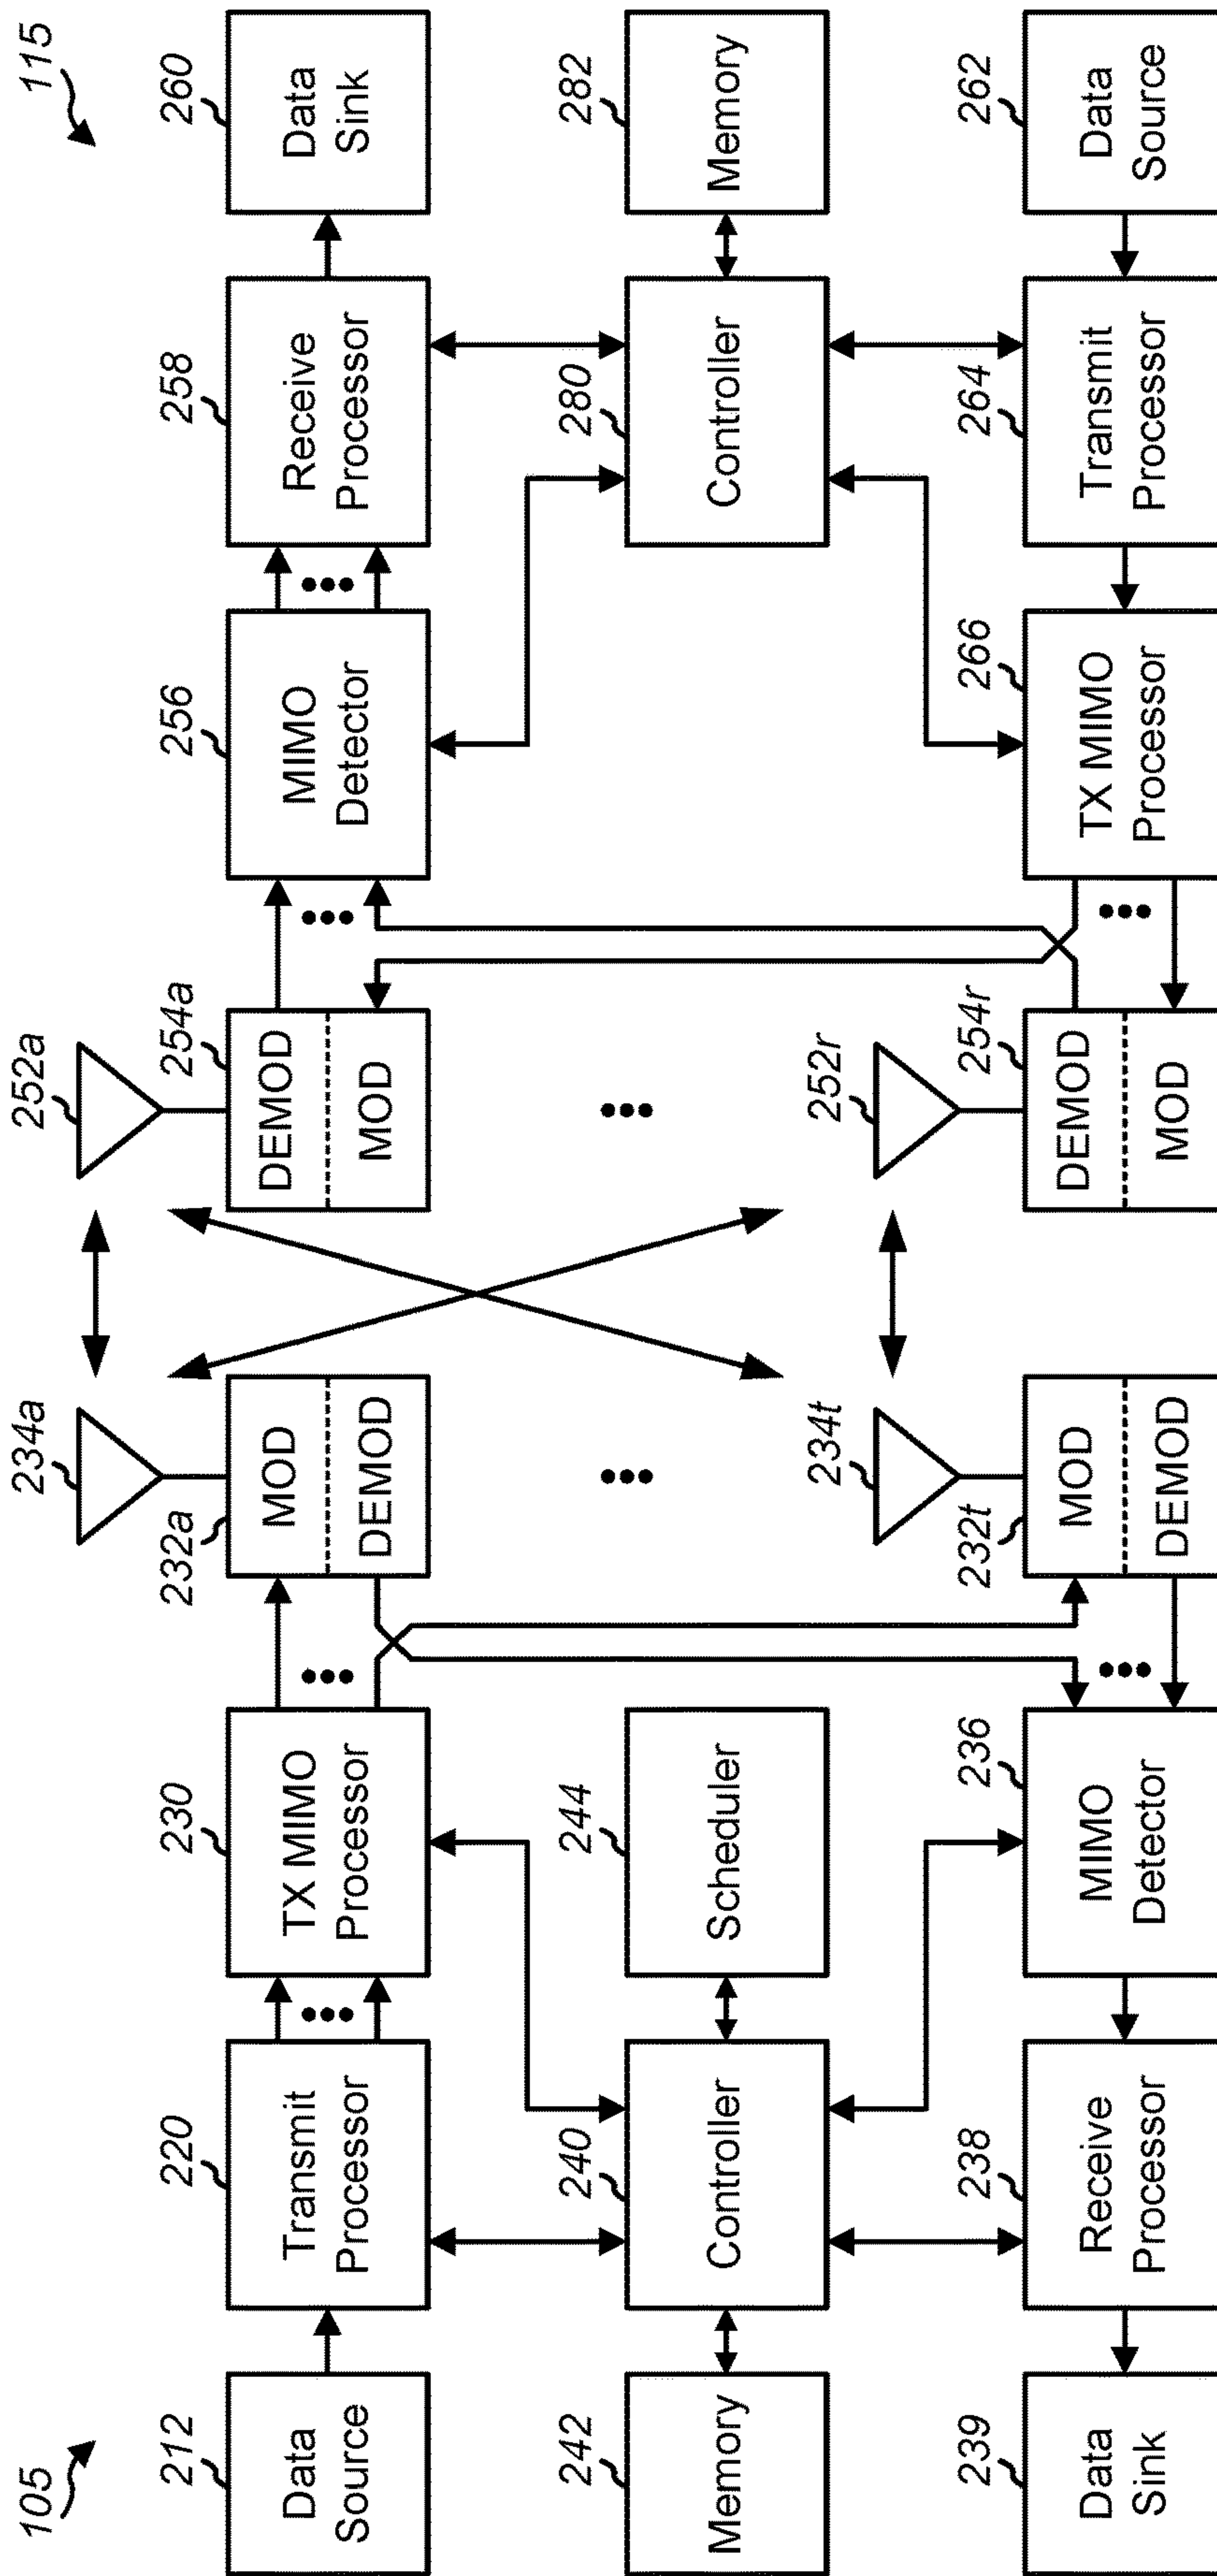 105
115
212
Data
Source
220
Transmit
Processor
230
TX MIMO
Processor
232a
MOD
DEMOD
234a
252a
254a
DEMOD
MOD
256
MIMO
Detector
258
Receive
Processor
260
Data
Sink
242
Memory
240
Controller
244
Scheduler
280
Controller
282
Memory
239
Data
Sink
238
Receive
Processor
236
MIMO
Detector
232t
MOD
DEMOD
234t
252r
254r
DEMOD
MOD
266
TX MIMO
Processor
264
Transmit
Processor
262
Data
Source